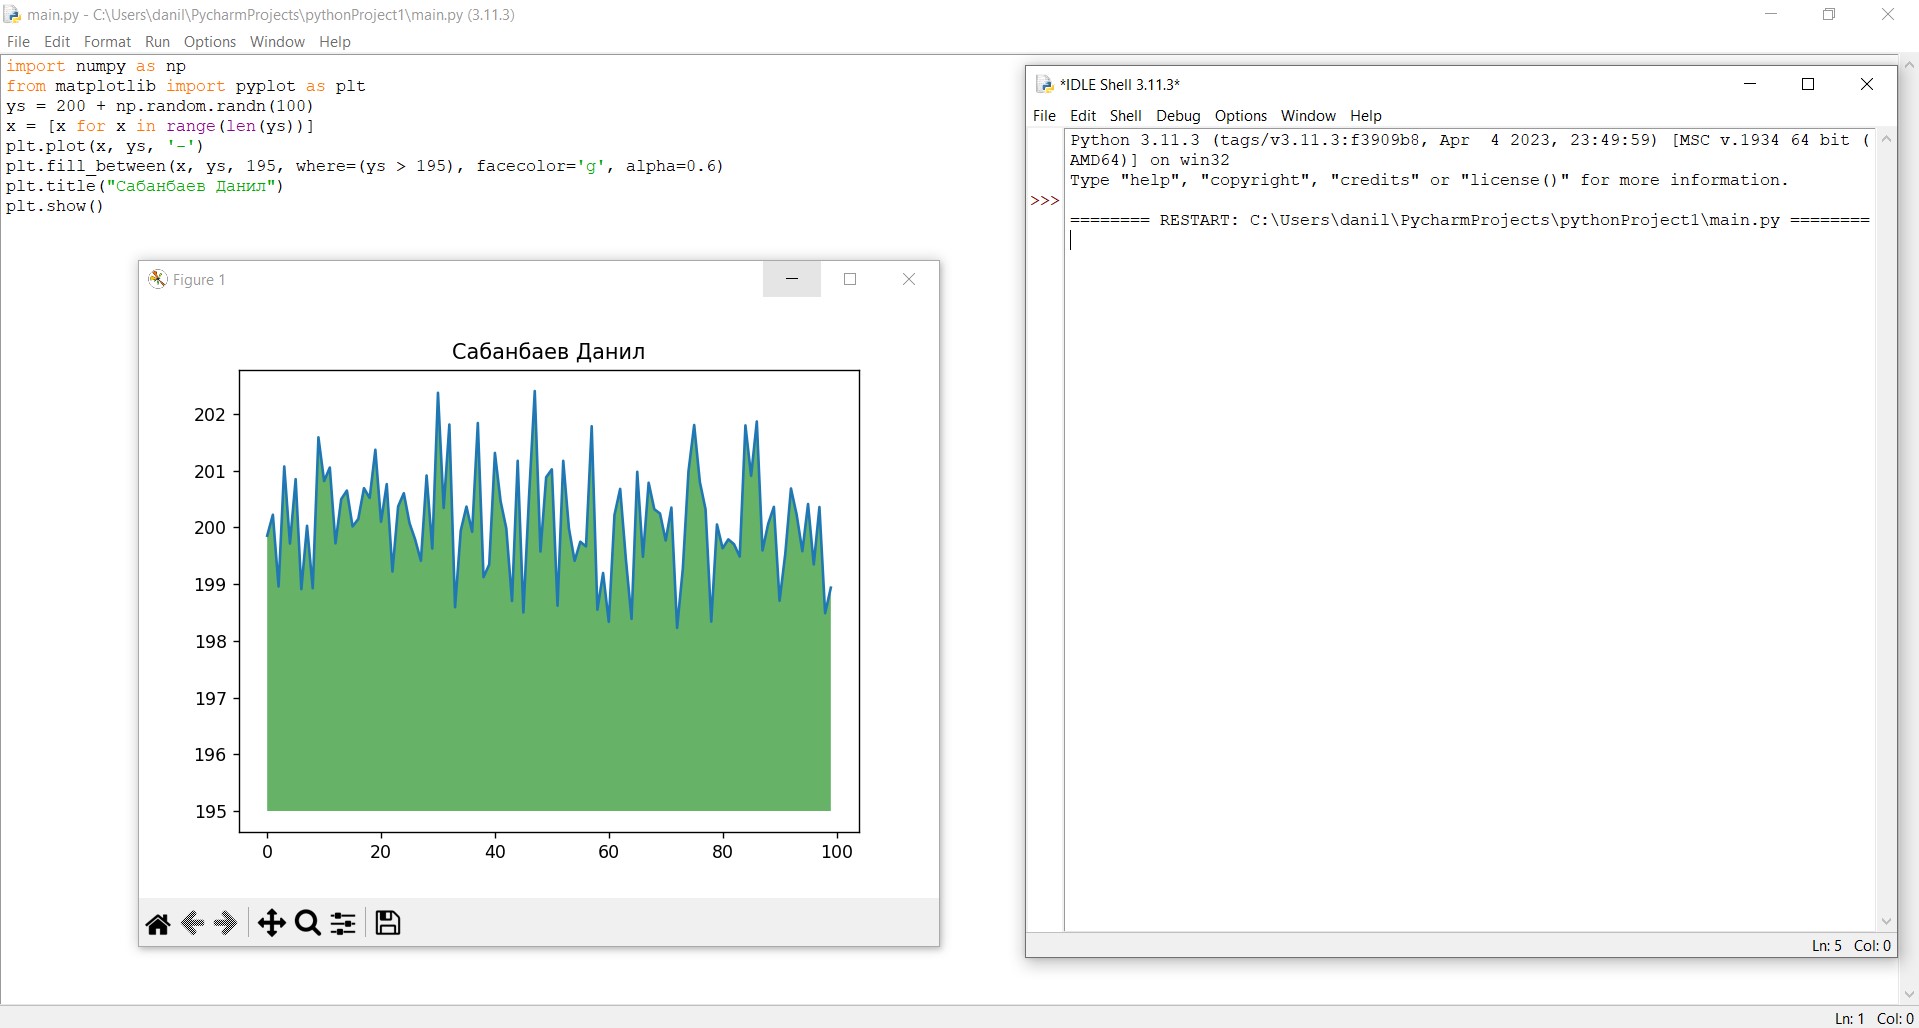 main.py - C:\Users\danil\PycharmProjects\pythonProject1\main.py (3.11.3)
File Edit Format Run Options Window Help
import numpy as np
from matplotlib import pyplot as plt
ys = 200 + np.random.randn(100)
x = [x for x in range(len(ys))]
plt.plot(x, ys, '-')
plt.fill_between(x, ys, 195, where=(ys > 195), facecolor='g', alpha=0.6)
plt.title("Сабанбаев Данил")
plt.show()
Figure 1
Сабанбаев Данил
202
201
200
199
198
197
196
195
0 20 40 60 80 100
*IDLE Shell 3.11.3*
File Edit Shell Debug Options Window Help
Python 3.11.3 (tags/v3.11.3:f3909b8, Apr  4 2023, 23:49:59) [MSC v.1934 64 bit (
AMD64)] on win32
Type "help", "copyright", "credits" or "license()" for more information.
>>>
======== RESTART: C:\Users\danil\PycharmProjects\pythonProject1\main.py ========
Ln: 5 Col: 0
Ln: 1 Col: 0